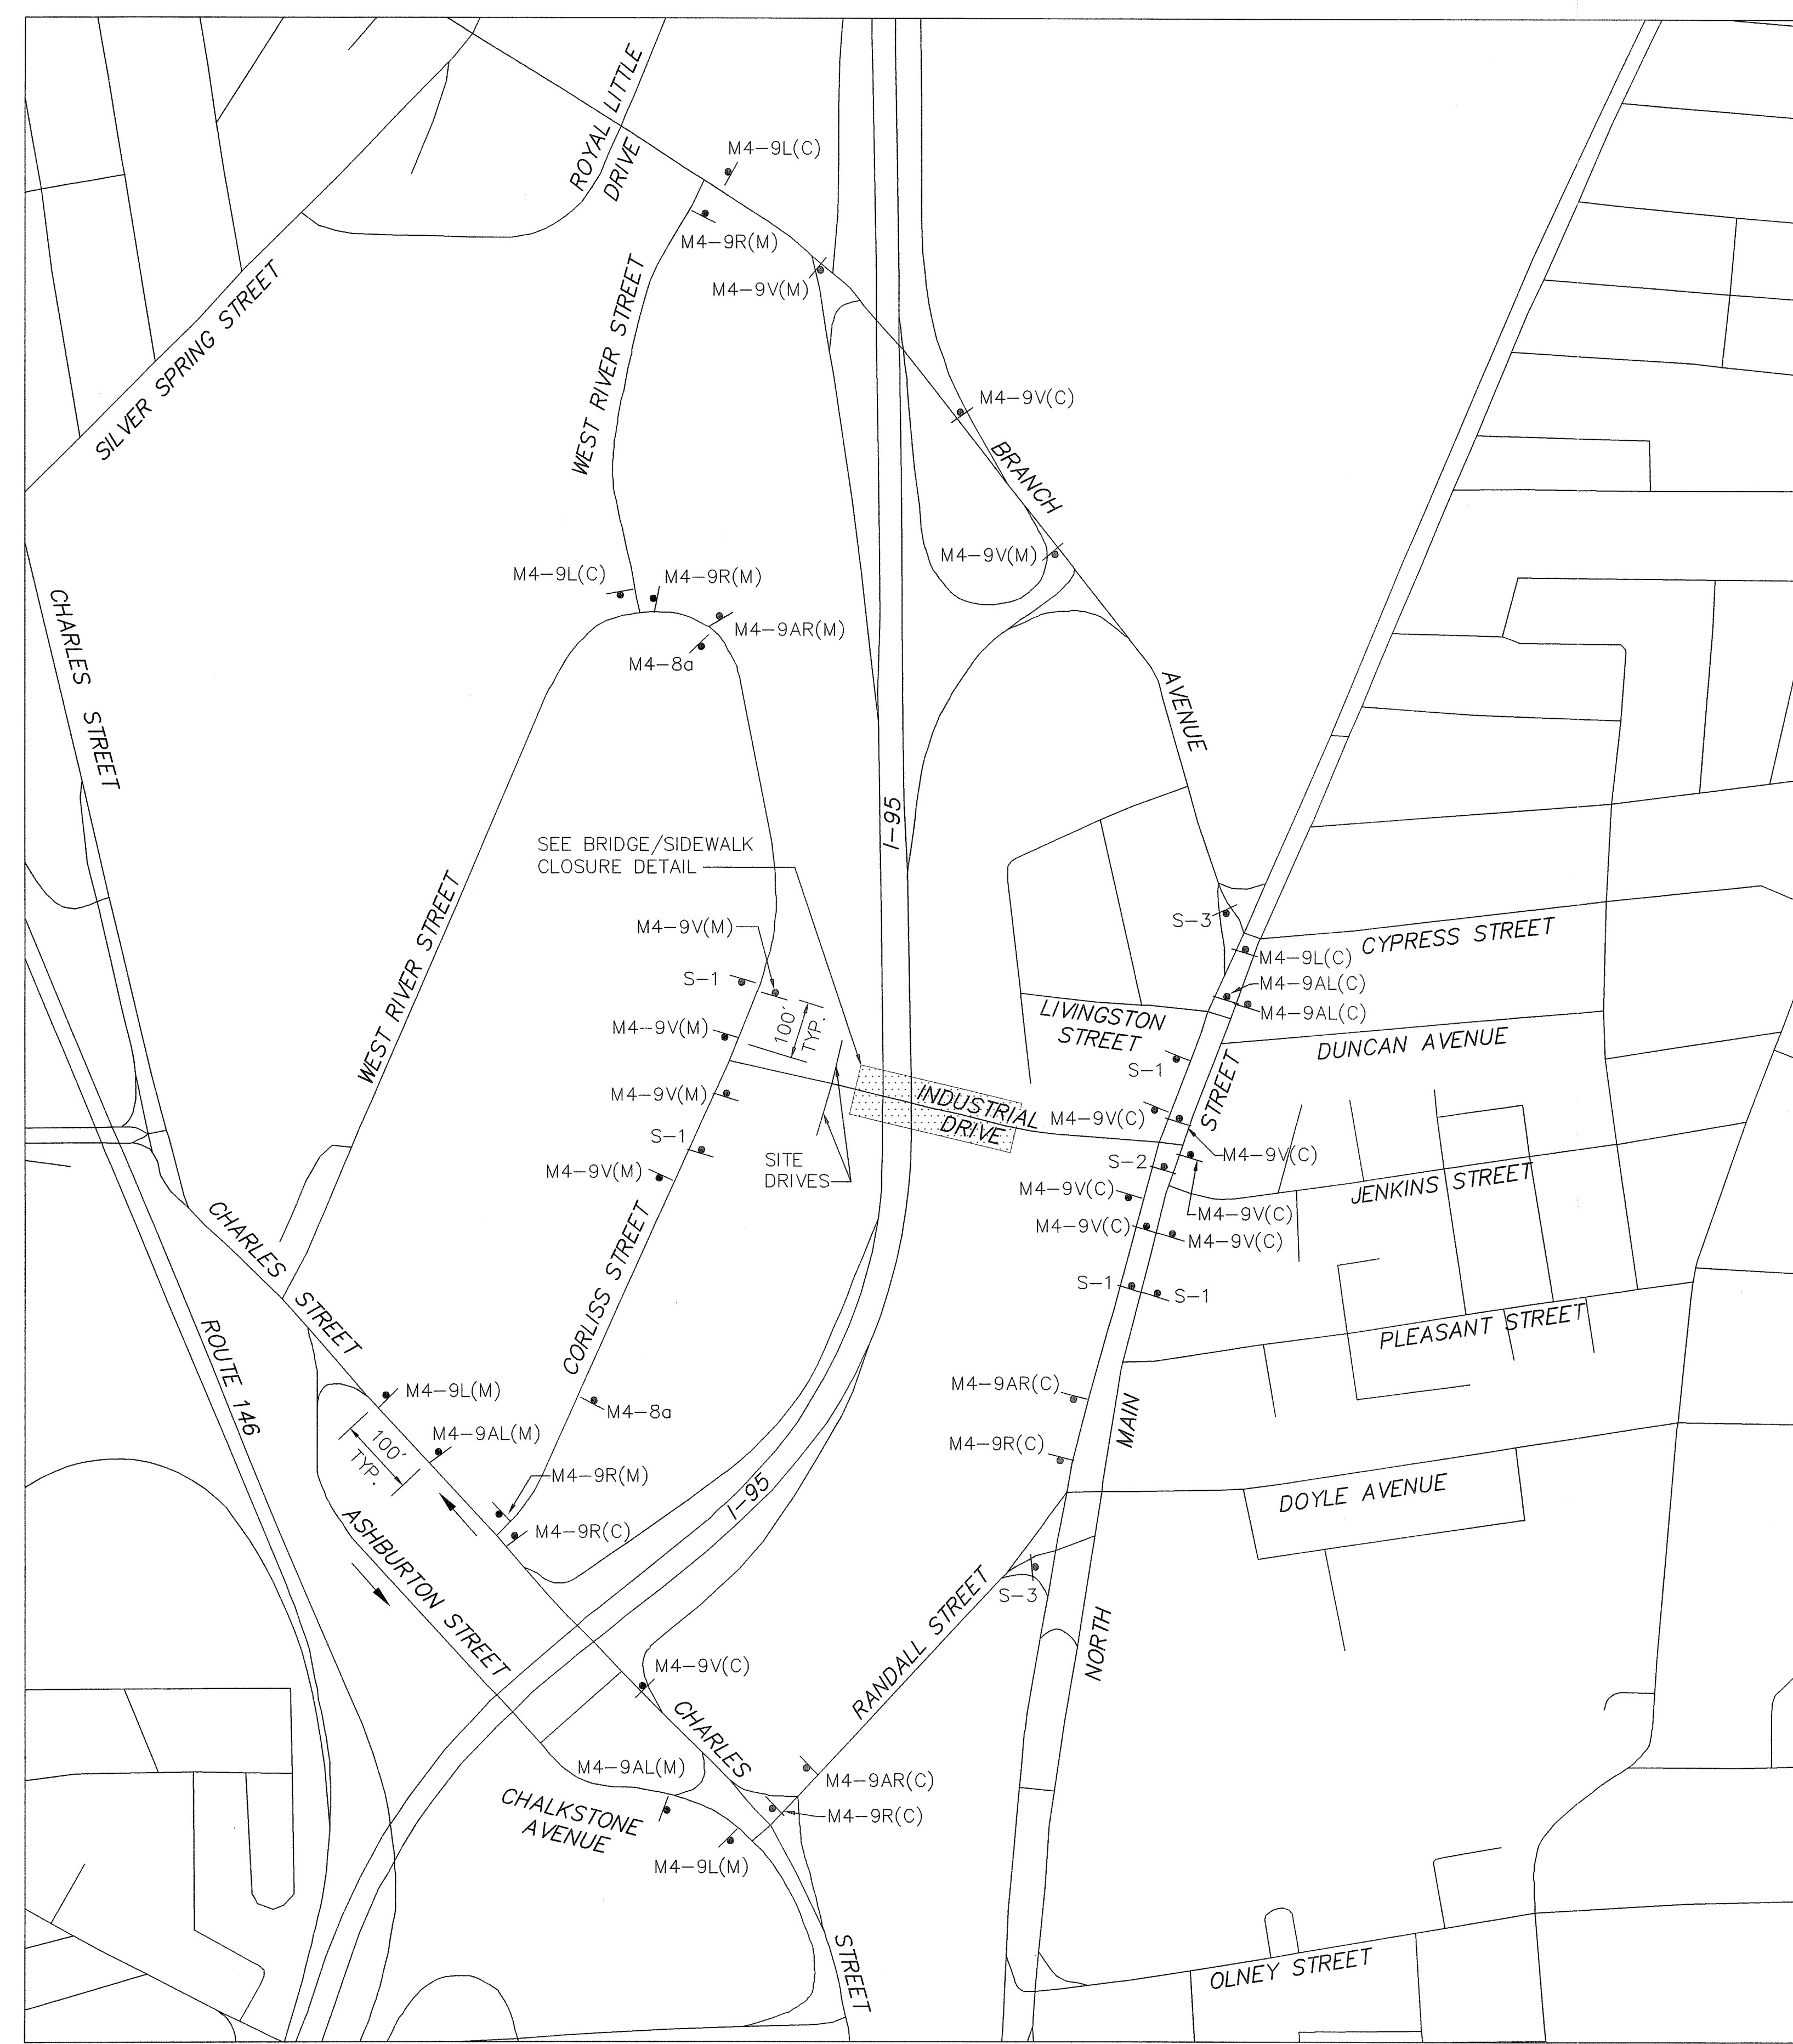 ROYAL LITTLE
DRIVE
M4-9L(C)
M4-9R(M)
M4-9V(M)
SILVER SPRING STREET
WEST RIVER STREET
M4-9V(C)
BRANCH
M4-9V(M)
M4-9L(C)
M4-9R(M)
M4-9AR(M)
M4-8a
CHARLES STREET
AVENUE
I-95
SEE BRIDGE/SIDEWALK
CLOSURE DETAIL
WEST RIVER STREET
M4-9V(M)
S-1
M4-9V(M)
100'
TYP.
M4-9V(M)
S-1
M4-9V(M)
SITE
DRIVES
INDUSTRIAL
DRIVE
S-3
CYPRESS STREET
M4-9L(C)
M4-9AL(C)
M4-9AL(C)
LIVINGSTON
STREET
DUNCAN AVENUE
S-1
STREET
M4-9V(C)
M4-9V(C)
S-2
M4-9V(C)
JENKINS STREET
M4-9V(C)
M4-9V(C)
M4-9V(C)
S-1
S-1
PLEASANT STREET
CHARLES
STREET
ROUTE 146
CORLISS STREET
M4-9L(M)
M4-8a
M4-9AL(M)
100'
TYP.
M4-9R(M)
M4-9R(C)
M4-9AR(C)
MAIN
M4-9R(C)
DOYLE AVENUE
I-95
ASHBURTON STREET
S-3
RANDALL STREET
NORTH
M4-9V(C)
CHARLES
M4-9AL(M)
M4-9AR(C)
CHALKSTONE
AVENUE
M4-9R(C)
M4-9L(M)
STREET
OLNEY STREET